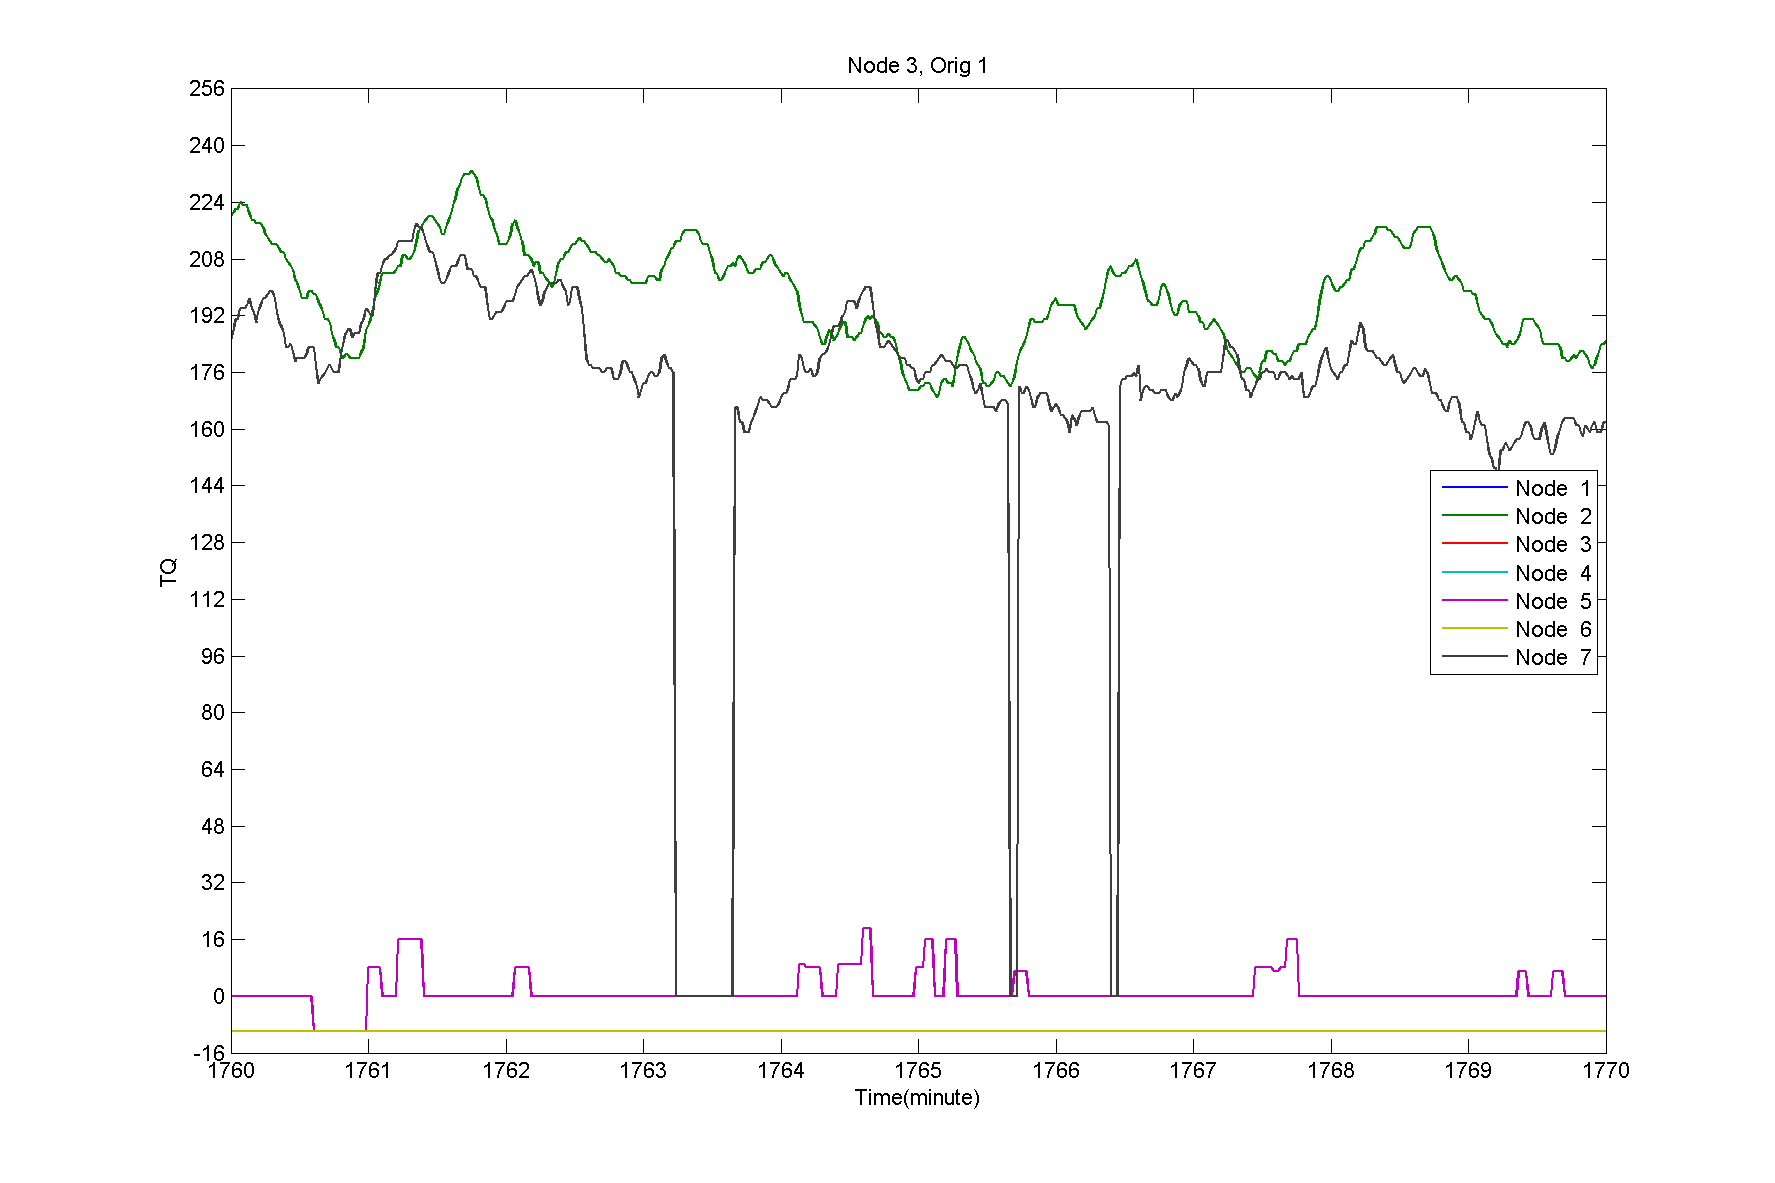 Node 3, Orig 1
256
240
224
208
192
176
160
144
128
112
96
80
64
48
32
16
0
-16
TQ
Node 1
Node 2
Node 3
Node 4
Node 5
Node 6
Node 7
1760 1761 1762 1763 1764 1765 1766 1767 1768 1769 1770
Time(minute)